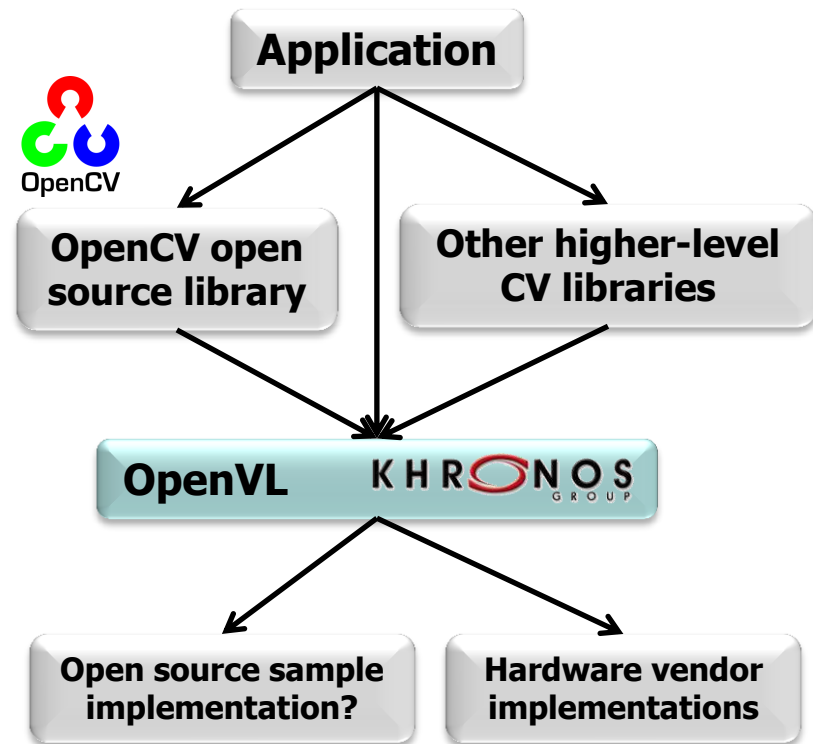 Application
OpenCV
OpenCV open
source library
Other higher-level
CV libraries
OpenVL
KHRONOS
GROUP
Open source sample
implementation?
Hardware vendor
implementations